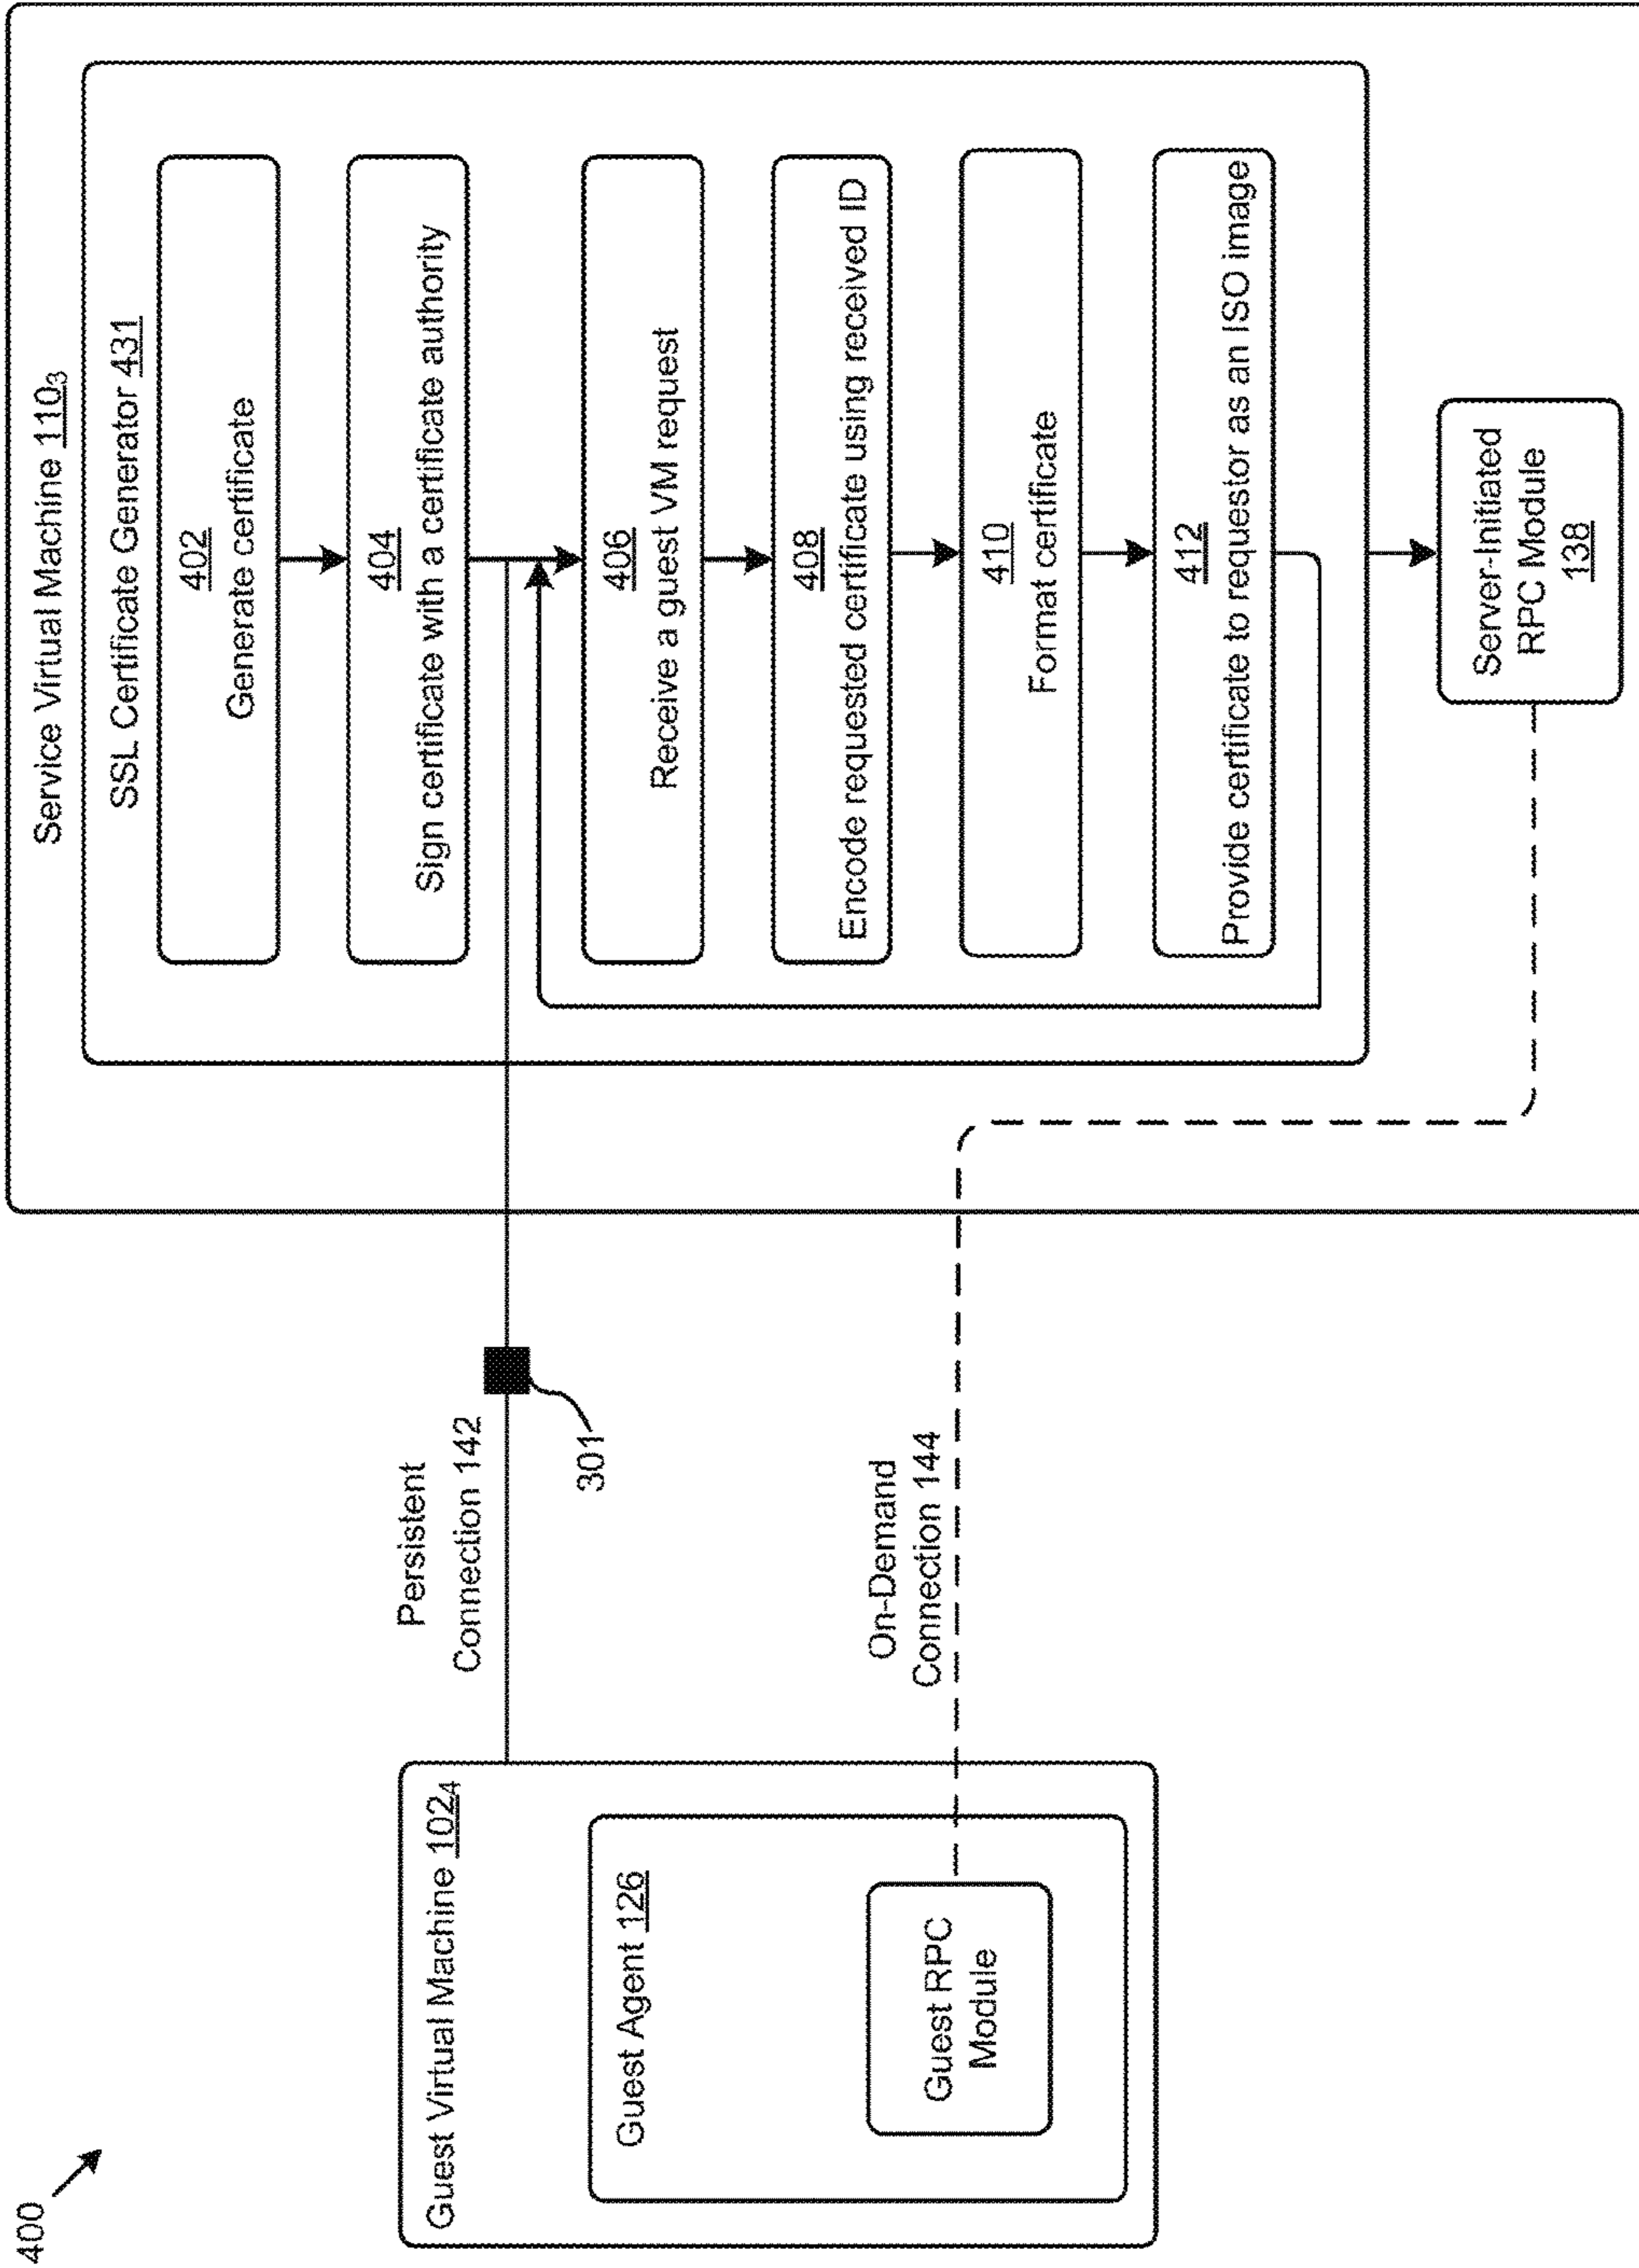 400
Guest Virtual Machine 102₄
Guest Agent 126
Guest RPC
Module
Persistent
Connection 142
301
On-Demand
Connection 144
Service Virtual Machine 110₃
SSL Certificate Generator 431
402
Generate certificate
404
Sign certificate with a certificate authority
406
Receive a guest VM request
408
Encode requested certificate using received ID
410
Format certificate
412
Provide certificate to requestor as an ISO image
Server-Initiated
RPC Module
138